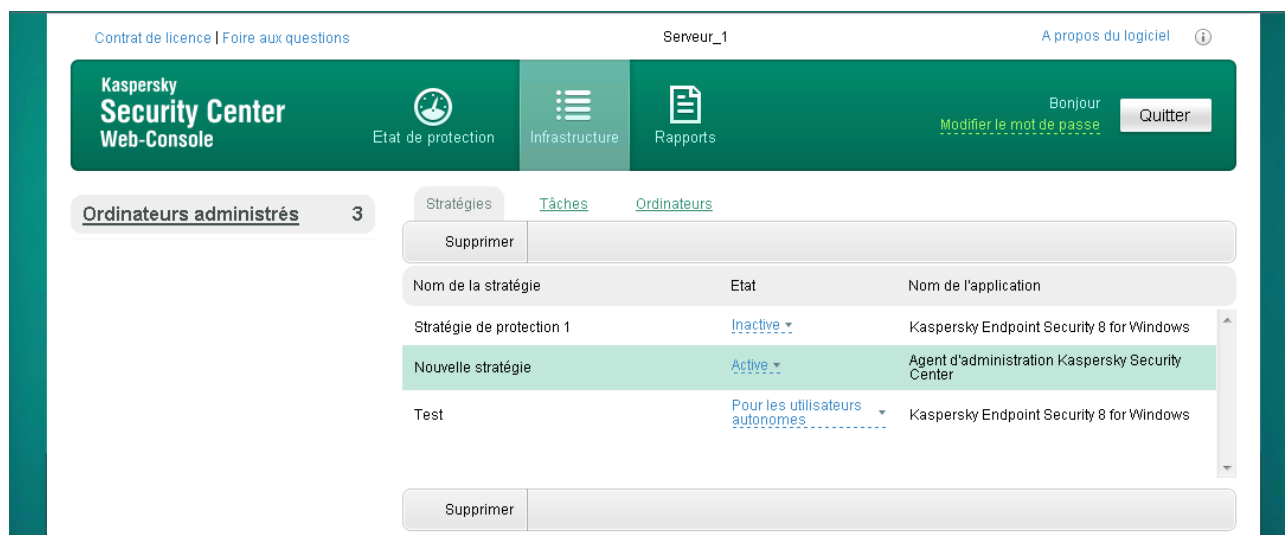 Contrat de licence | Foire aux questions
Serveur_1
A propos du logiciel
Kaspersky
Security Center
Web-Console
Etat de protection
Infrastructure
Rapports
Bonjour
Modifier le mot de passe
Quitter
Ordinateurs administrés 3
Stratégies Tâches Ordinateurs
Supprimer
Nom de la stratégie Etat Nom de l'application
Stratégie de protection 1 Inactive Kaspersky Endpoint Security 8 for Windows
Nouvelle stratégie Active Agent d'administration Kaspersky Security
Center
Test Pour les utilisateurs
autonomes Kaspersky Endpoint Security 8 for Windows
Supprimer